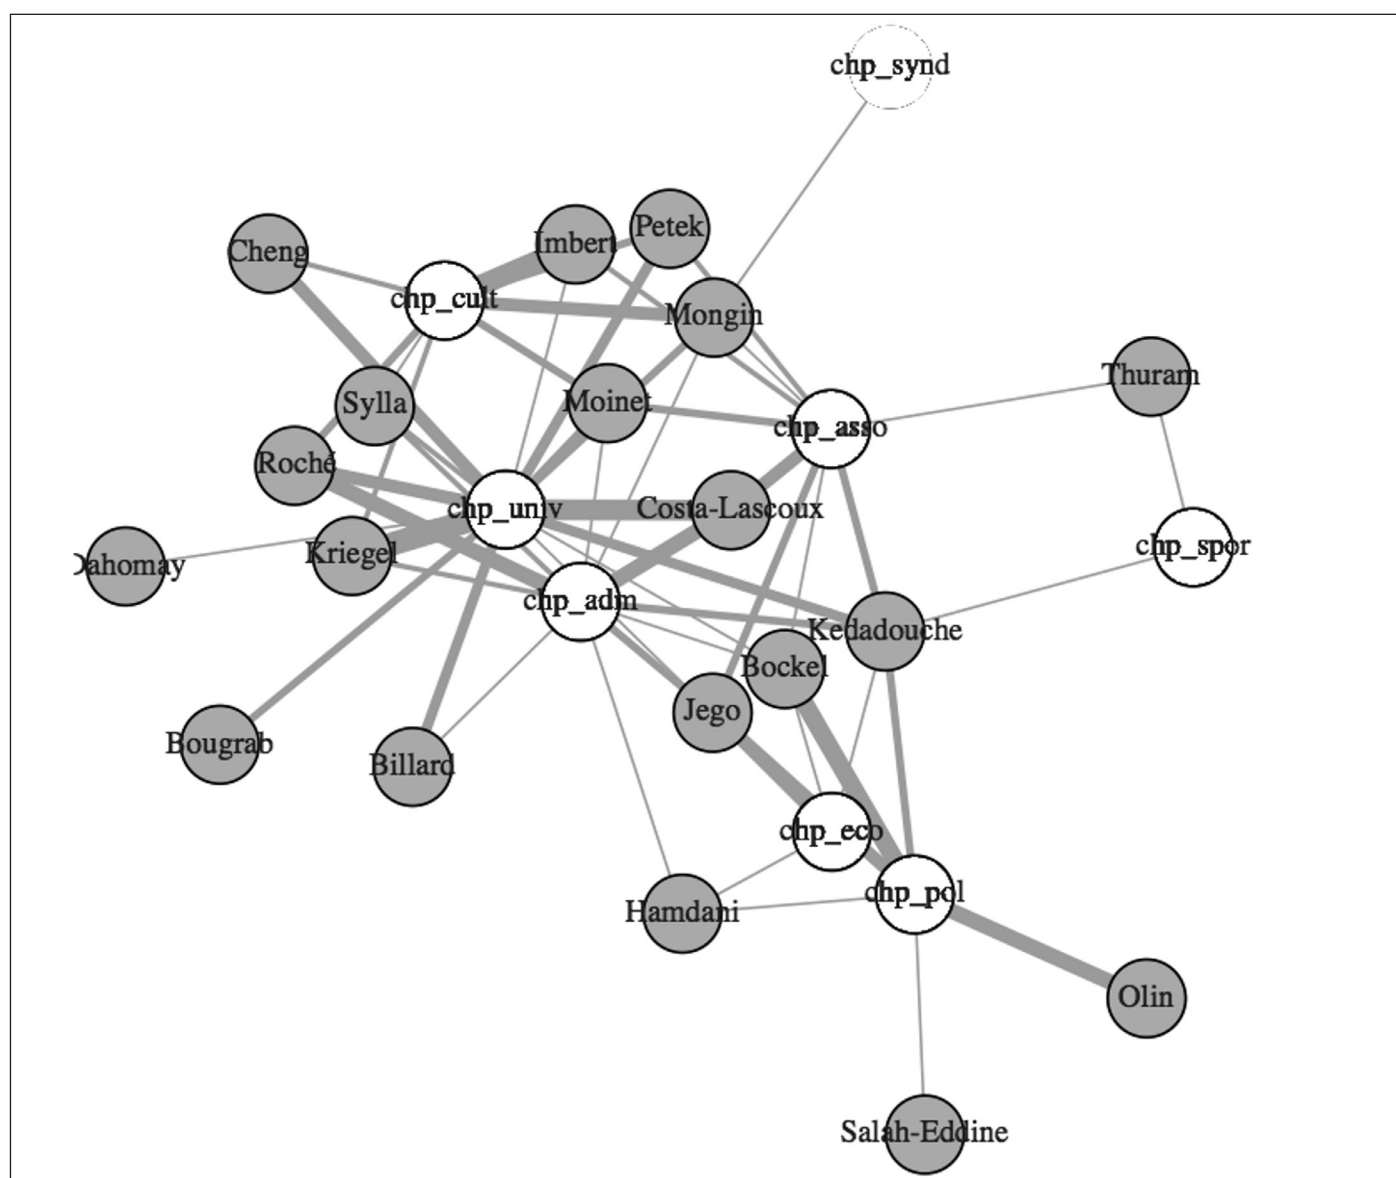 chp_synd
Petek
Imbert
Cheng
chp_cult
Mongin
Thuram
Sylla
Moinet
chp_asso
Roché
chp_univ
Costa-Lascoux
chp_spor
Kriegel
Dahomay
chp_adm
Kedadouche
Bockel
Jego
Bougrab
Billard
chp_eco
chp_pol
Hamdani
Olin
Salah-Eddine